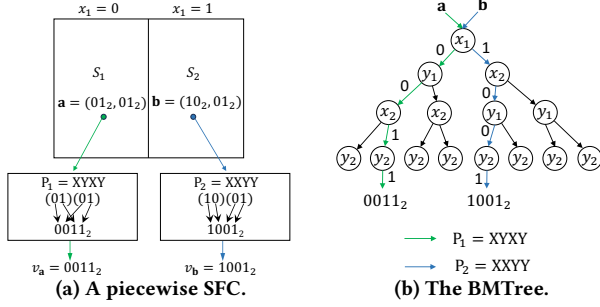 x₁ = 0 x₁ = 1
S₁ S₂
a = (01₂, 01₂) b = (10₂, 01₂)
P₁ = XYXY P₂ = XXYY
(01)(01) (10)(01)
0011₂ 1001₂
vₐ = 0011₂ v_b = 1001₂
(a) A piecewise SFC.
a b
x₁
0 1
y₁ x₂
0 0
x₂ x₂ y₁ y₁
1 0
y₂ y₂ y₂ y₂ y₂ y₂ y₂ y₂
1 1
0011₂ 1001₂
P₁ = XYXY
P₂ = XXYY
(b) The BMTree.